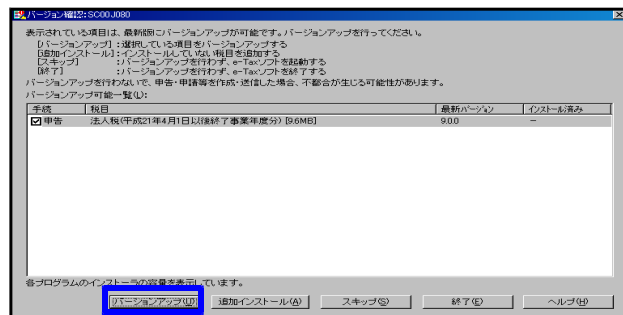 バージョン確認:SC00J080
表示されている項目は、最新版にバージョンアップが可能です。バージョンアップを行ってください。
[バージョンアップ]:選択している項目をバージョンアップする
[追加インストール]:インストールしていない税目を追加する
[スキップ] :バージョンアップを行わず、e-Taxソフトを起動する
[終了] :バージョンアップを行わず、e-Taxソフトを終了する
バージョンアップを行わないで、申告・申請等を作成・送信した場合、不都合が生じる可能性があります。
バージョンアップ可能一覧(L):
手続 税目 最新バージョン インストール済み
申告 法人税(平成21年4月1日以後終了事業年度分) [9.6MB] 9.0.0 -
各プログラムのインストーラの容量を表示しています。
バージョンアップ(U) 追加インストール(A) スキップ(S) 終了(E) ヘルプ(H)